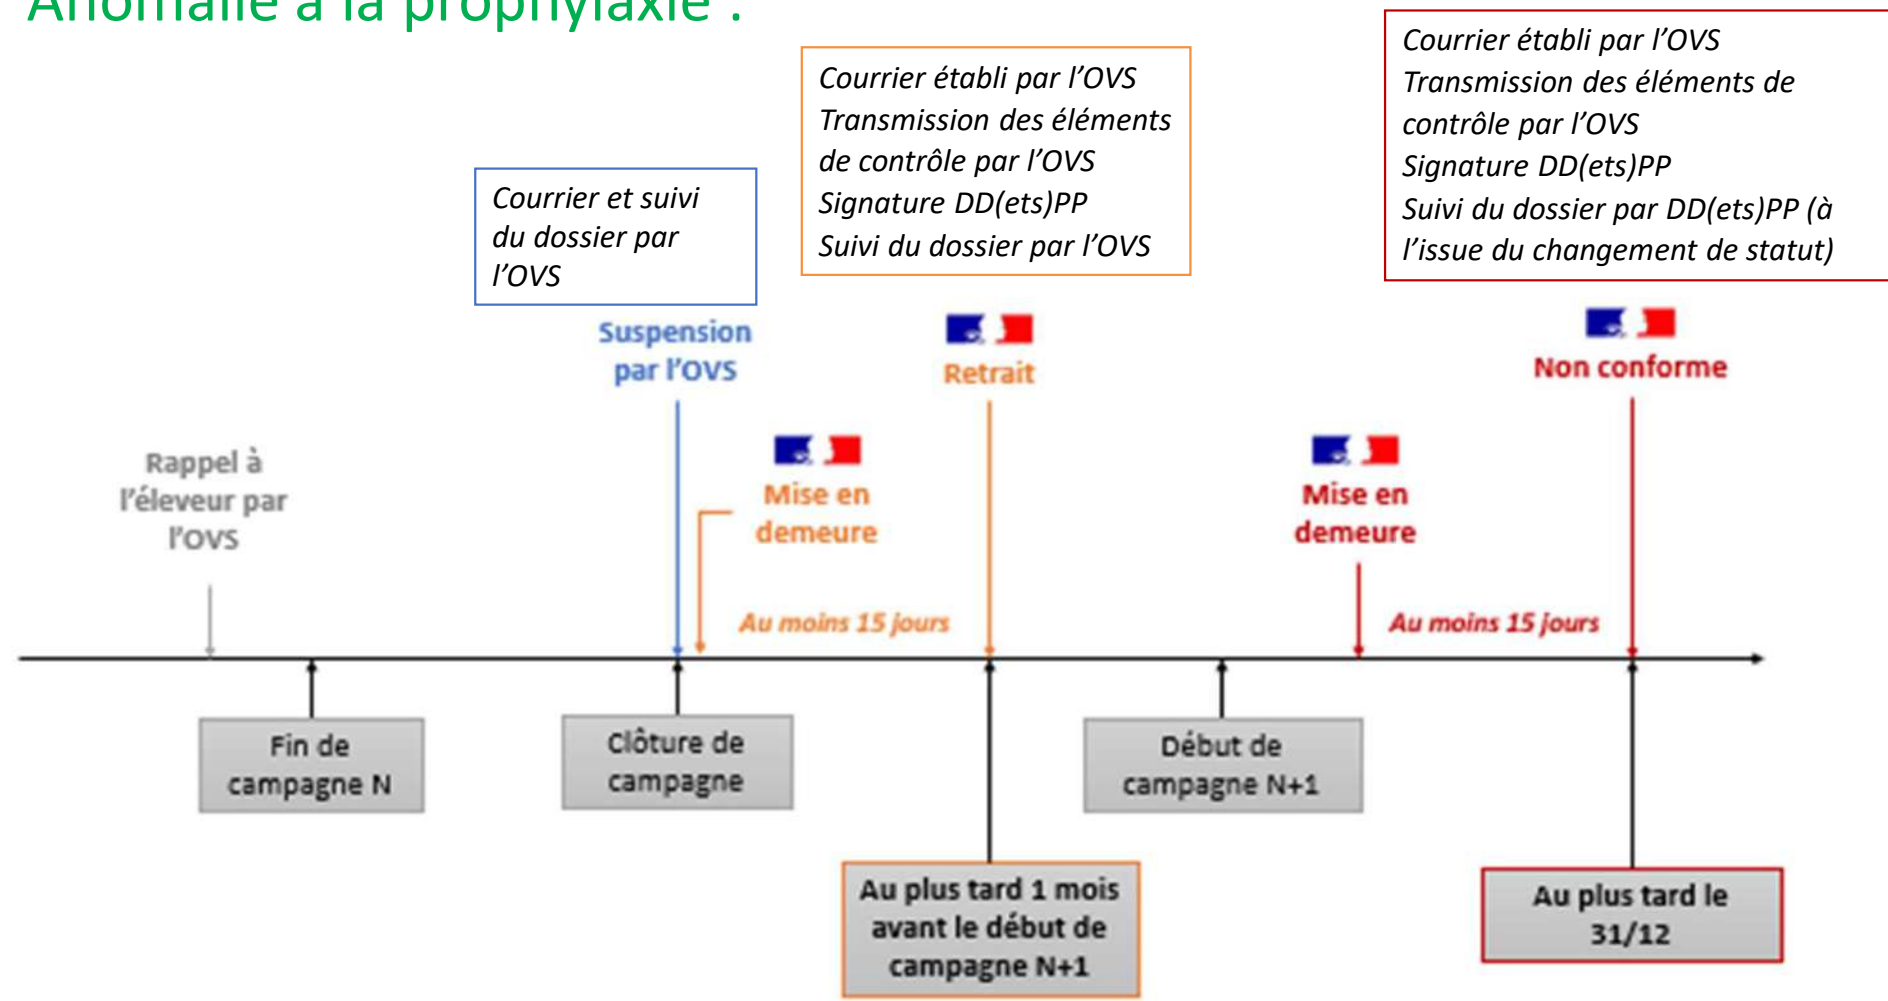 Anomalie à la prophylaxie :
Courrier et suivi
du dossier par
l’OVS
Courrier établi par l’OVS
Transmission des éléments
de contrôle par l’OVS
Signature DD(ets)PP
Suivi du dossier par l’OVS
Courrier établi par l’OVS
Transmission des éléments de
contrôle par l’OVS
Signature DD(ets)PP
Suivi du dossier par DD(ets)PP (à
l’issue du changement de statut)
Rappel à
l’éleveur par
l’OVS
Suspension
par l’OVS
Mise en
demeure
Retrait
Mise en
demeure
Non conforme
Au moins 15 jours
Au moins 15 jours
Fin de
campagne N
Clôture de
campagne
Au plus tard 1 mois
avant le début de
campagne N+1
Début de
campagne N+1
Au plus tard le
31/12